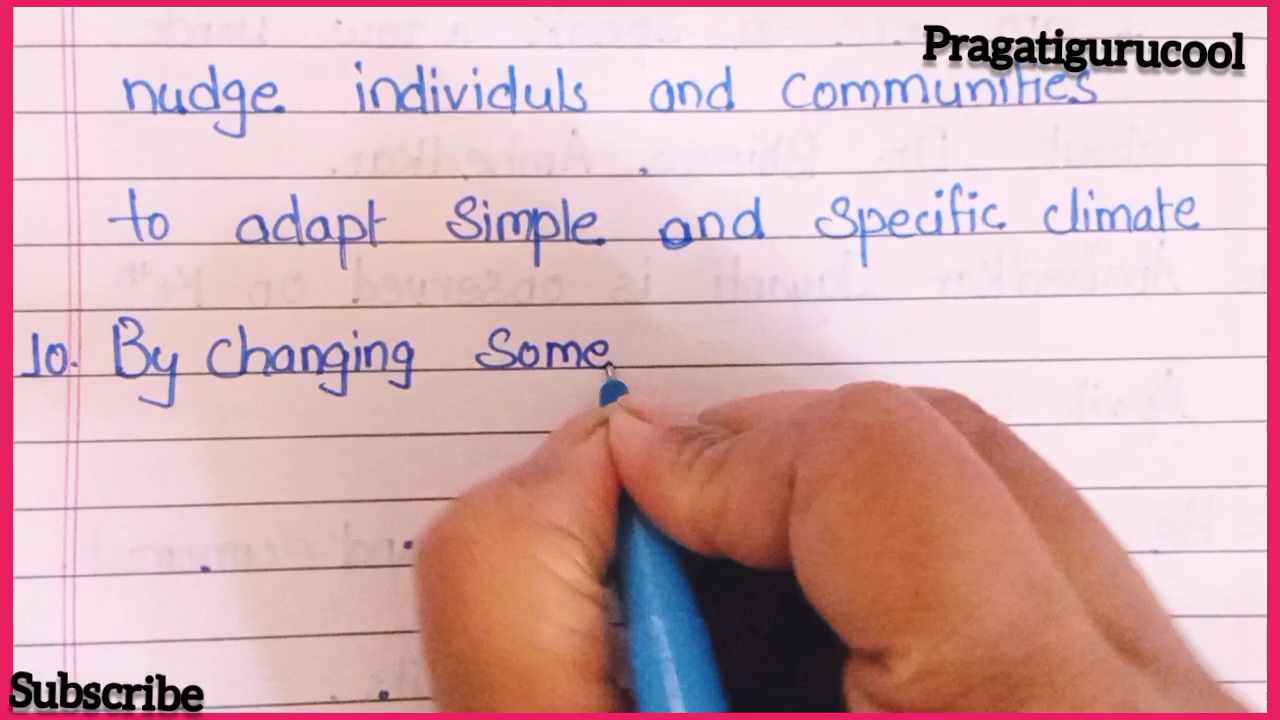 Pragatigurucool
nudge individuls and communities
to adapt simple and specific climate
10. By changing some
Subscribe